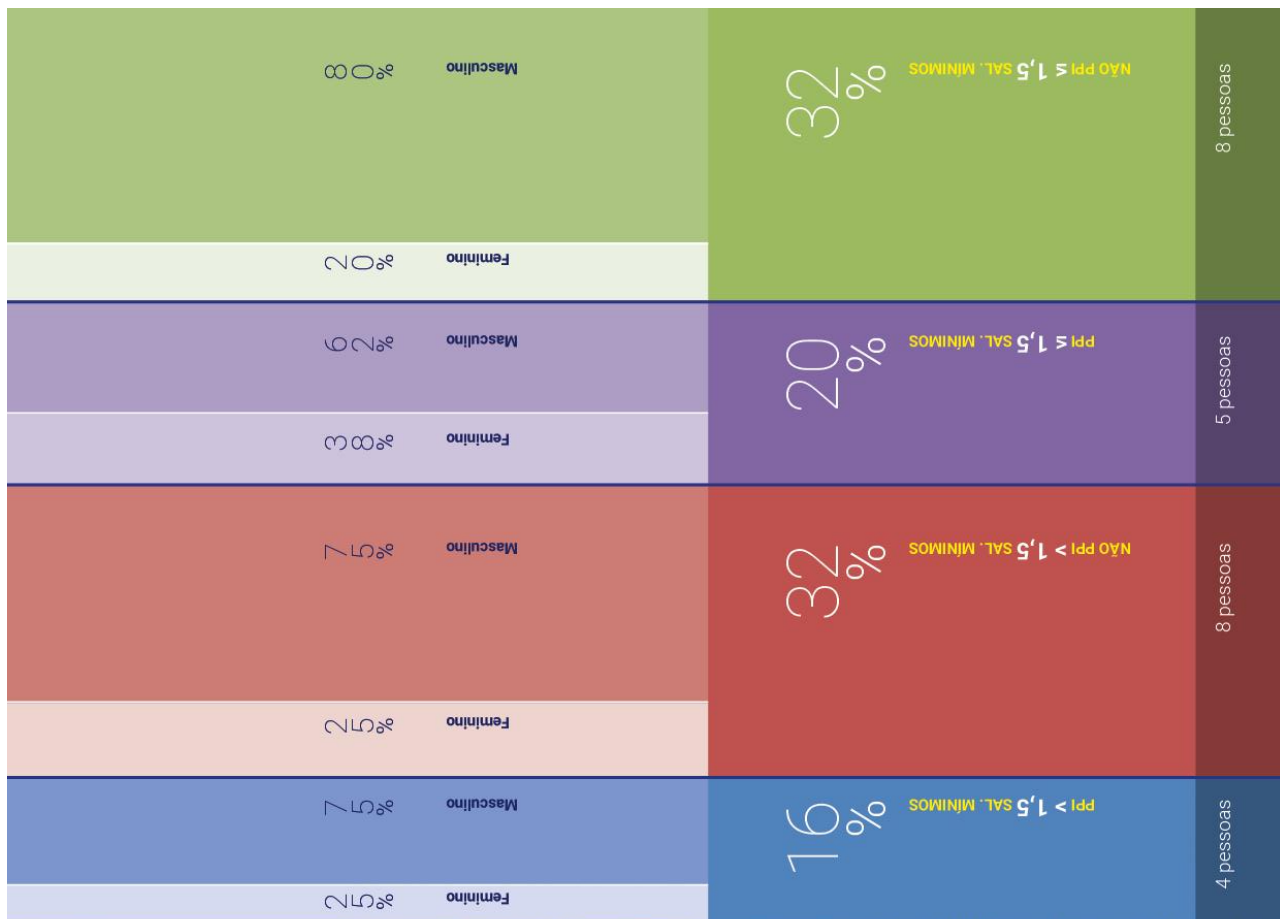 80%
Masculino
32%
NÃO PPI ≤ 1,5 SAL. MÍNIMOS
8 pessoas
20%
Feminino
62%
Masculino
20%
PPI ≤ 1,5 SAL. MÍNIMOS
5 pessoas
38%
Feminino
75%
Masculino
32%
NÃO PPI > 1,5 SAL. MÍNIMOS
8 pessoas
25%
Feminino
75%
Masculino
16%
PPI > 1,5 SAL. MÍNIMOS
4 pessoas
25%
Feminino